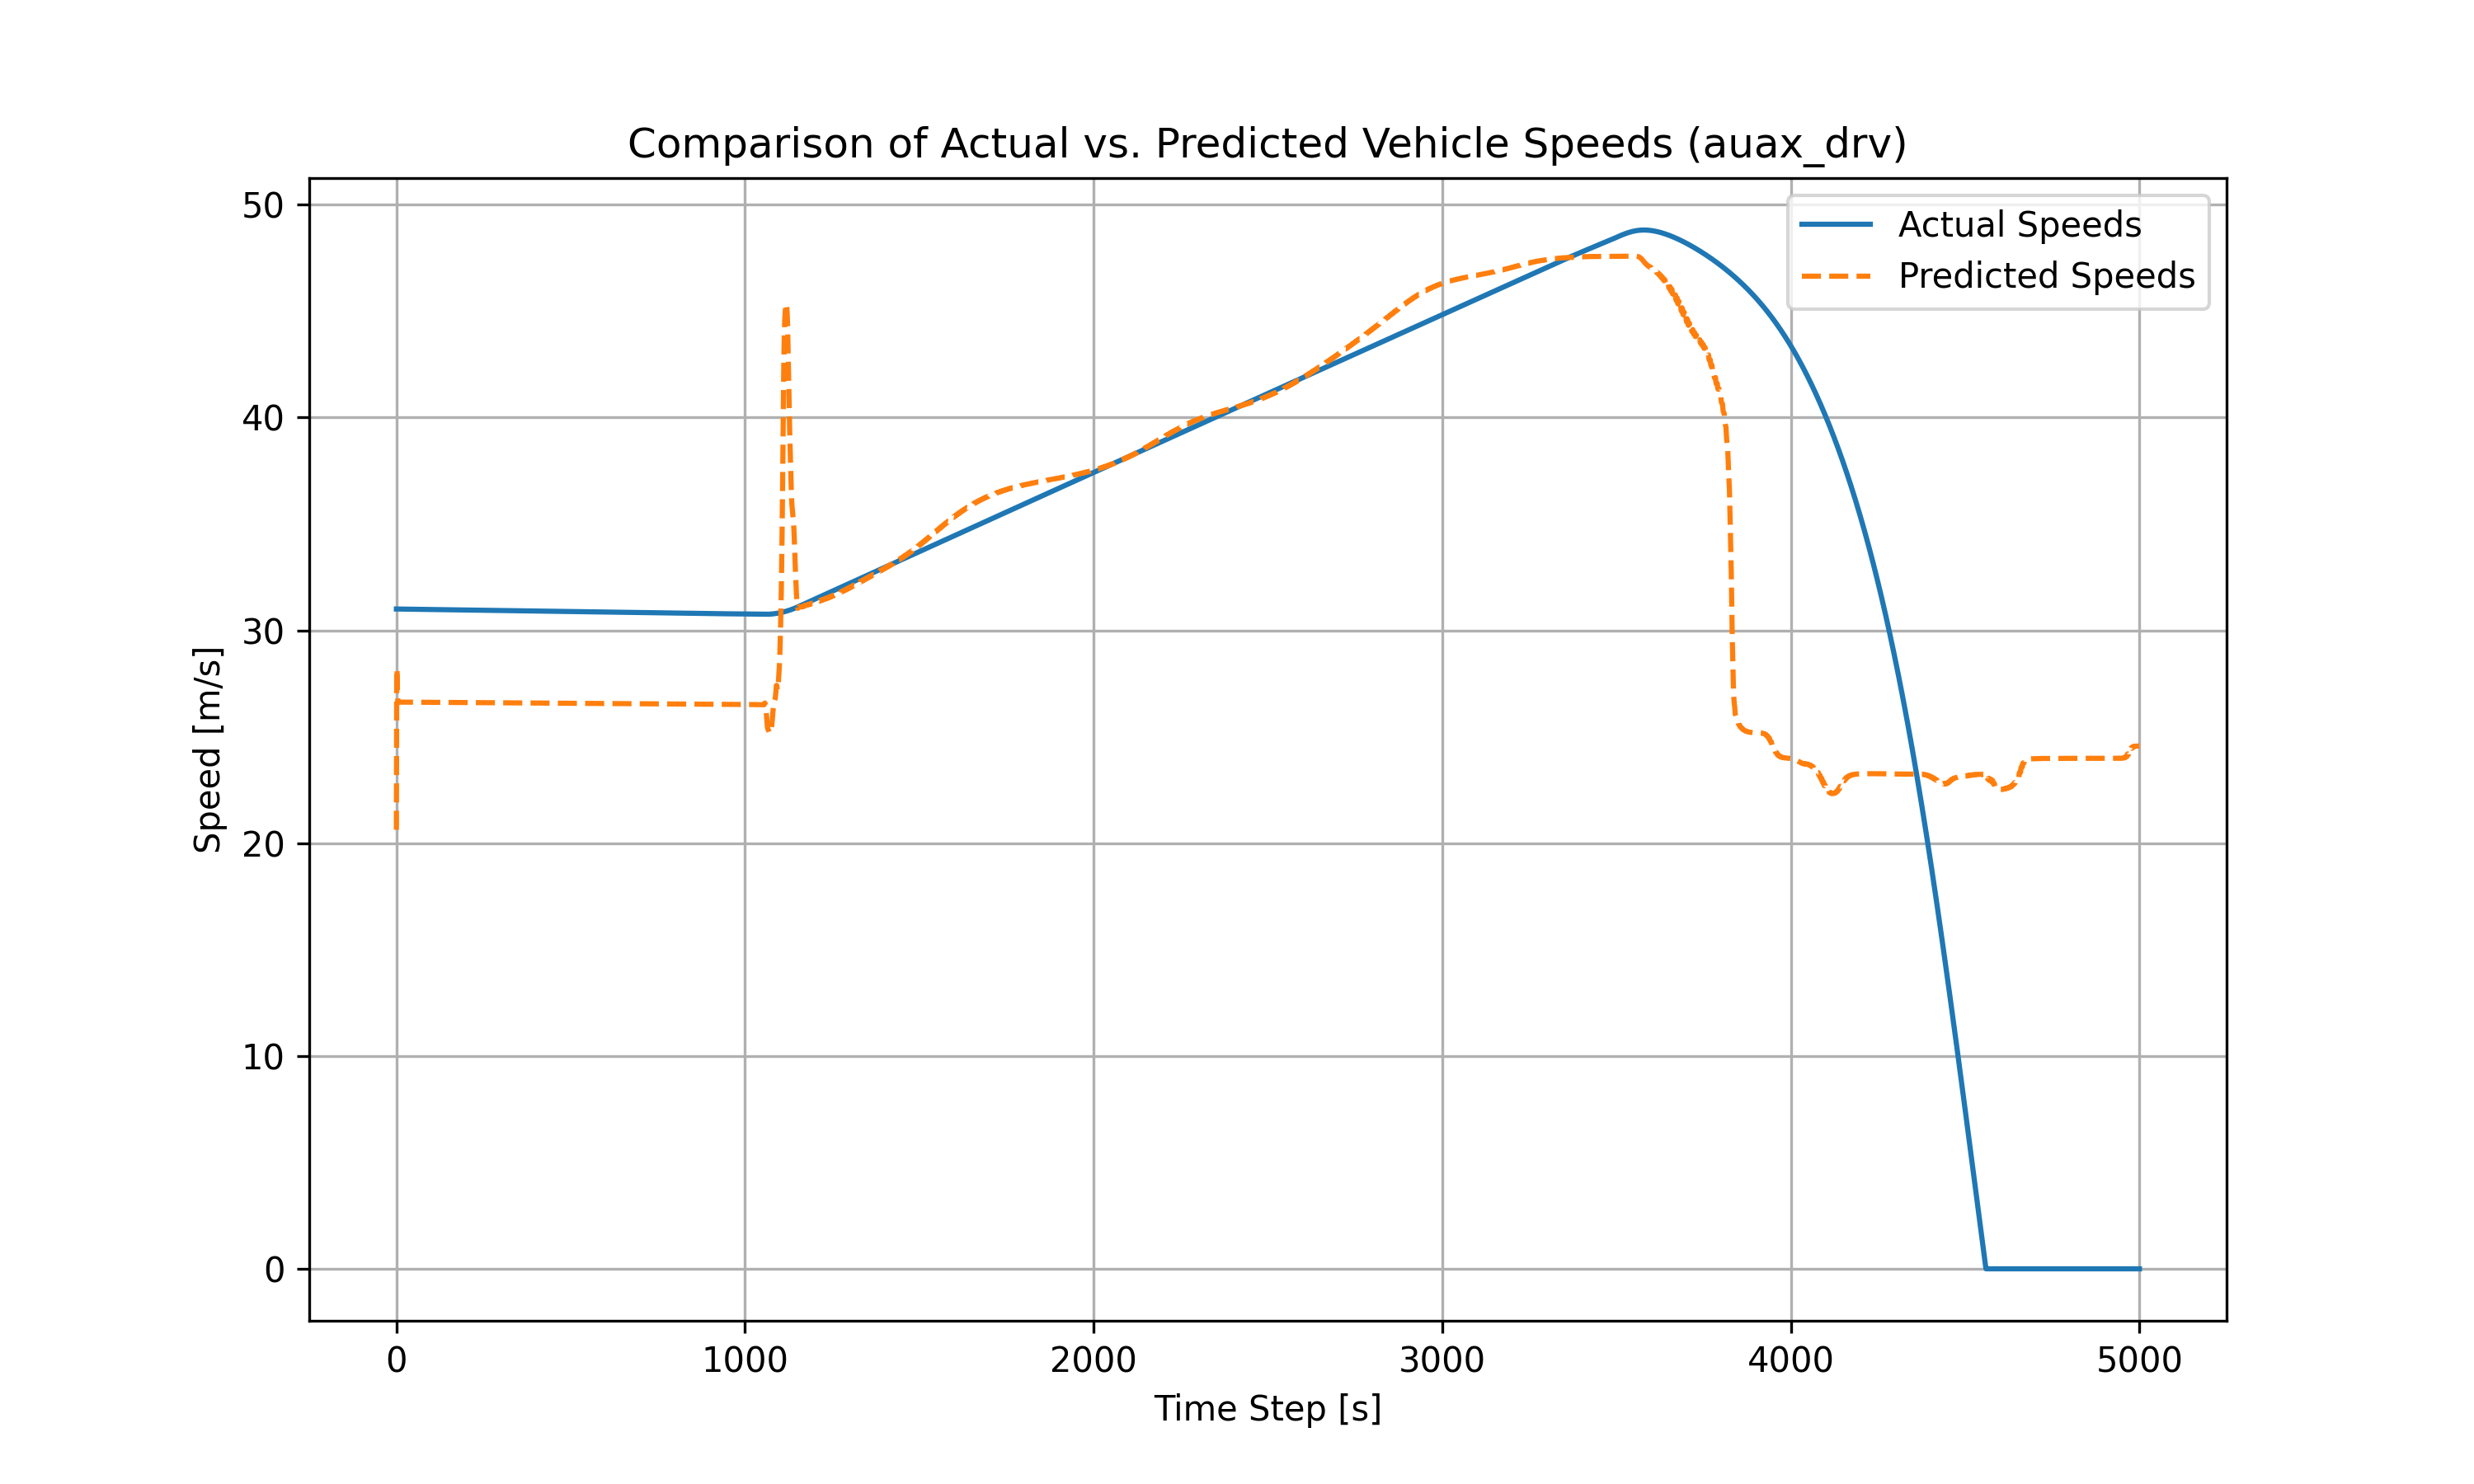 Comparison of Actual vs. Predicted Vehicle Speeds (auax_drv)
Actual Speeds
Predicted Speeds
50
40
30
20
10
0
Speed [m/s]
0 1000 2000 3000 4000 5000
Time Step [s]